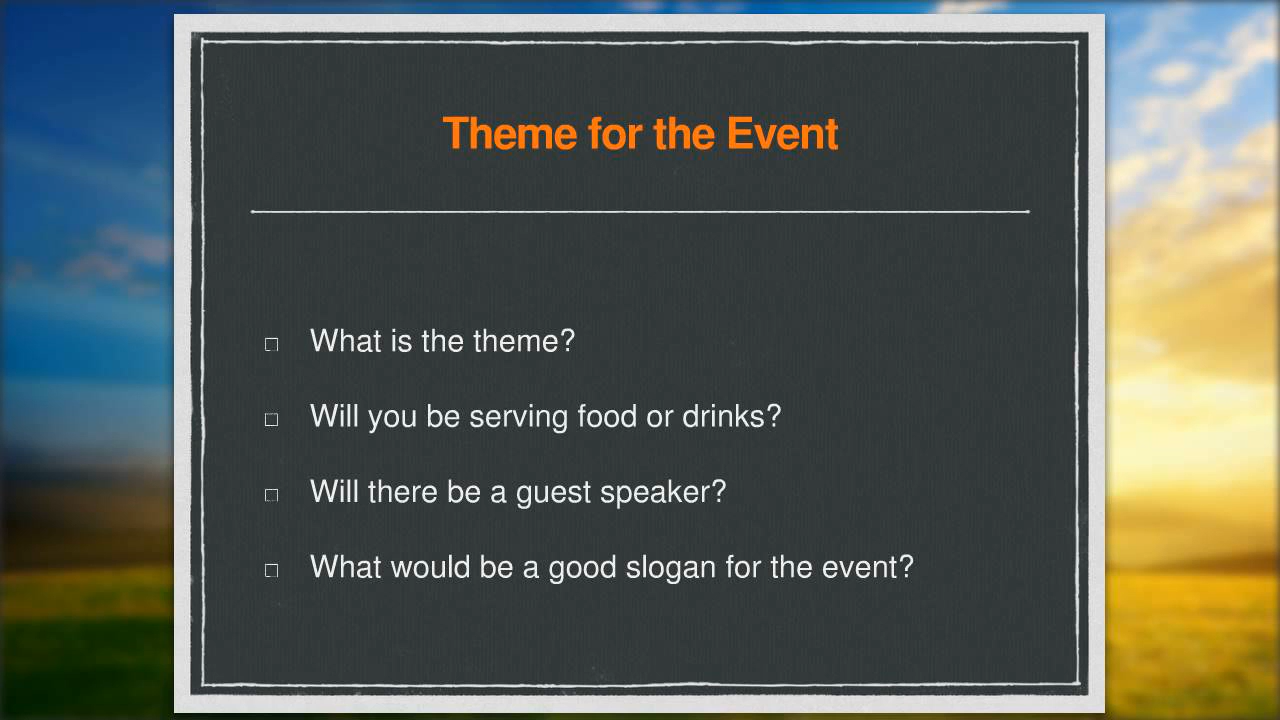 Theme for the Event
What is the theme?
Will you be serving food or drinks?
Will there be a guest speaker?
What would be a good slogan for the event?